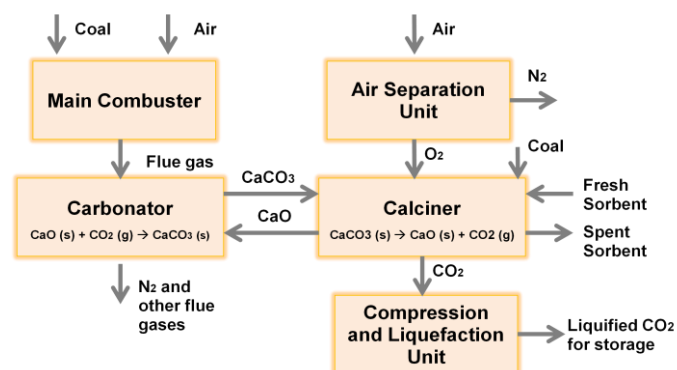 Coal
Air
Air
Main Combuster
Air Separation
Unit
N₂
Flue gas
O₂
Coal
CaCO₃
Carbonator
CaO (s) + CO₂ (g) → CaCO₃ (s)
CaO
Calciner
CaCO3 (s) → CaO (s) + CO2 (g)
Fresh
Sorbent
Spent
Sorbent
N₂ and
other flue
gases
CO₂
Compression
and Liquefaction
Unit
Liquified CO₂
for storage